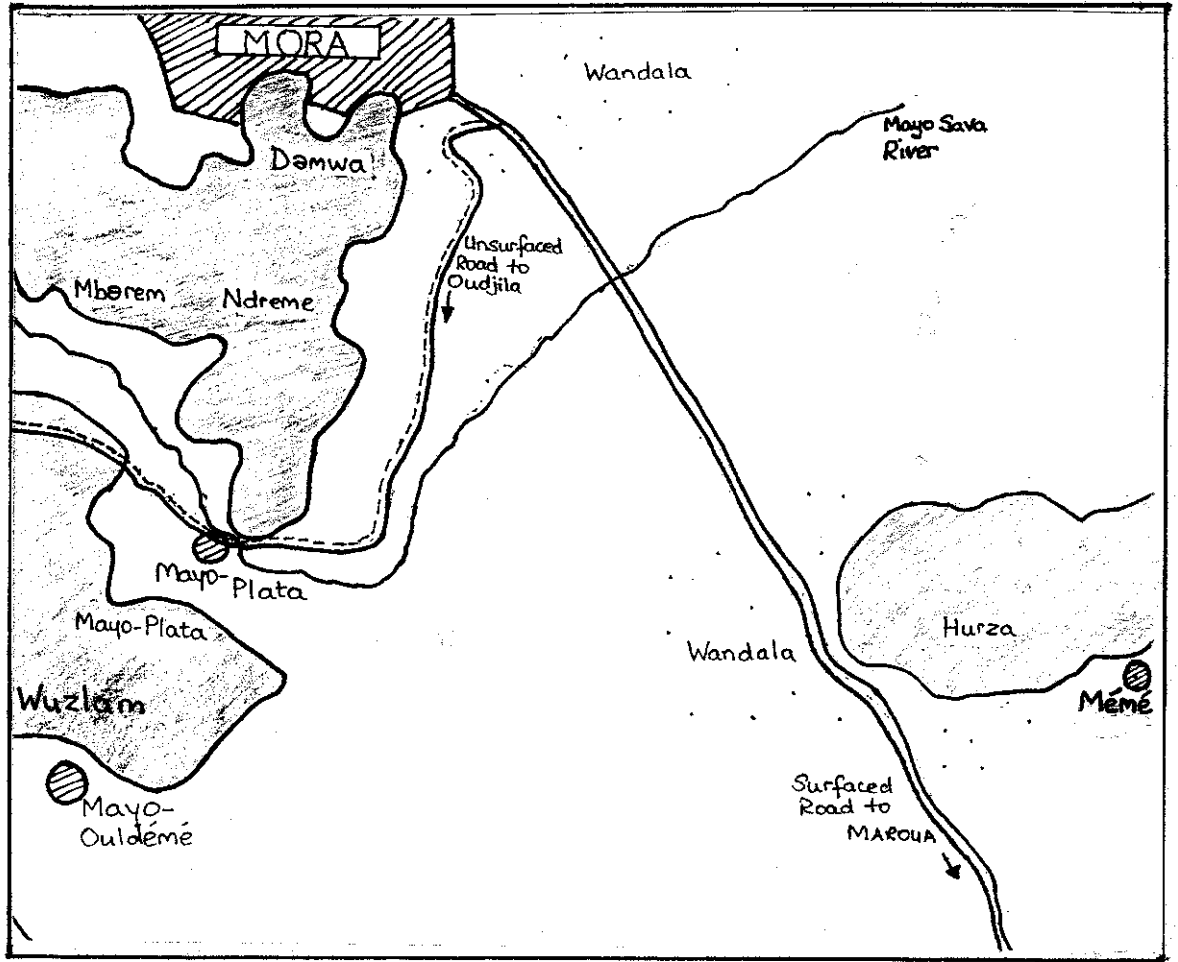 MORA
Wandala
Mayo Sava
River
Dəmwa
Unsurfaced
Road to
Oudjila
Mbərem
Ndreme
Mayo-Plata
Mayo-Plata
Hurza
Wandala
Wuzlam
Mémé
Surfaced
Road to
MAROUA
Mayo-
Ouldémé